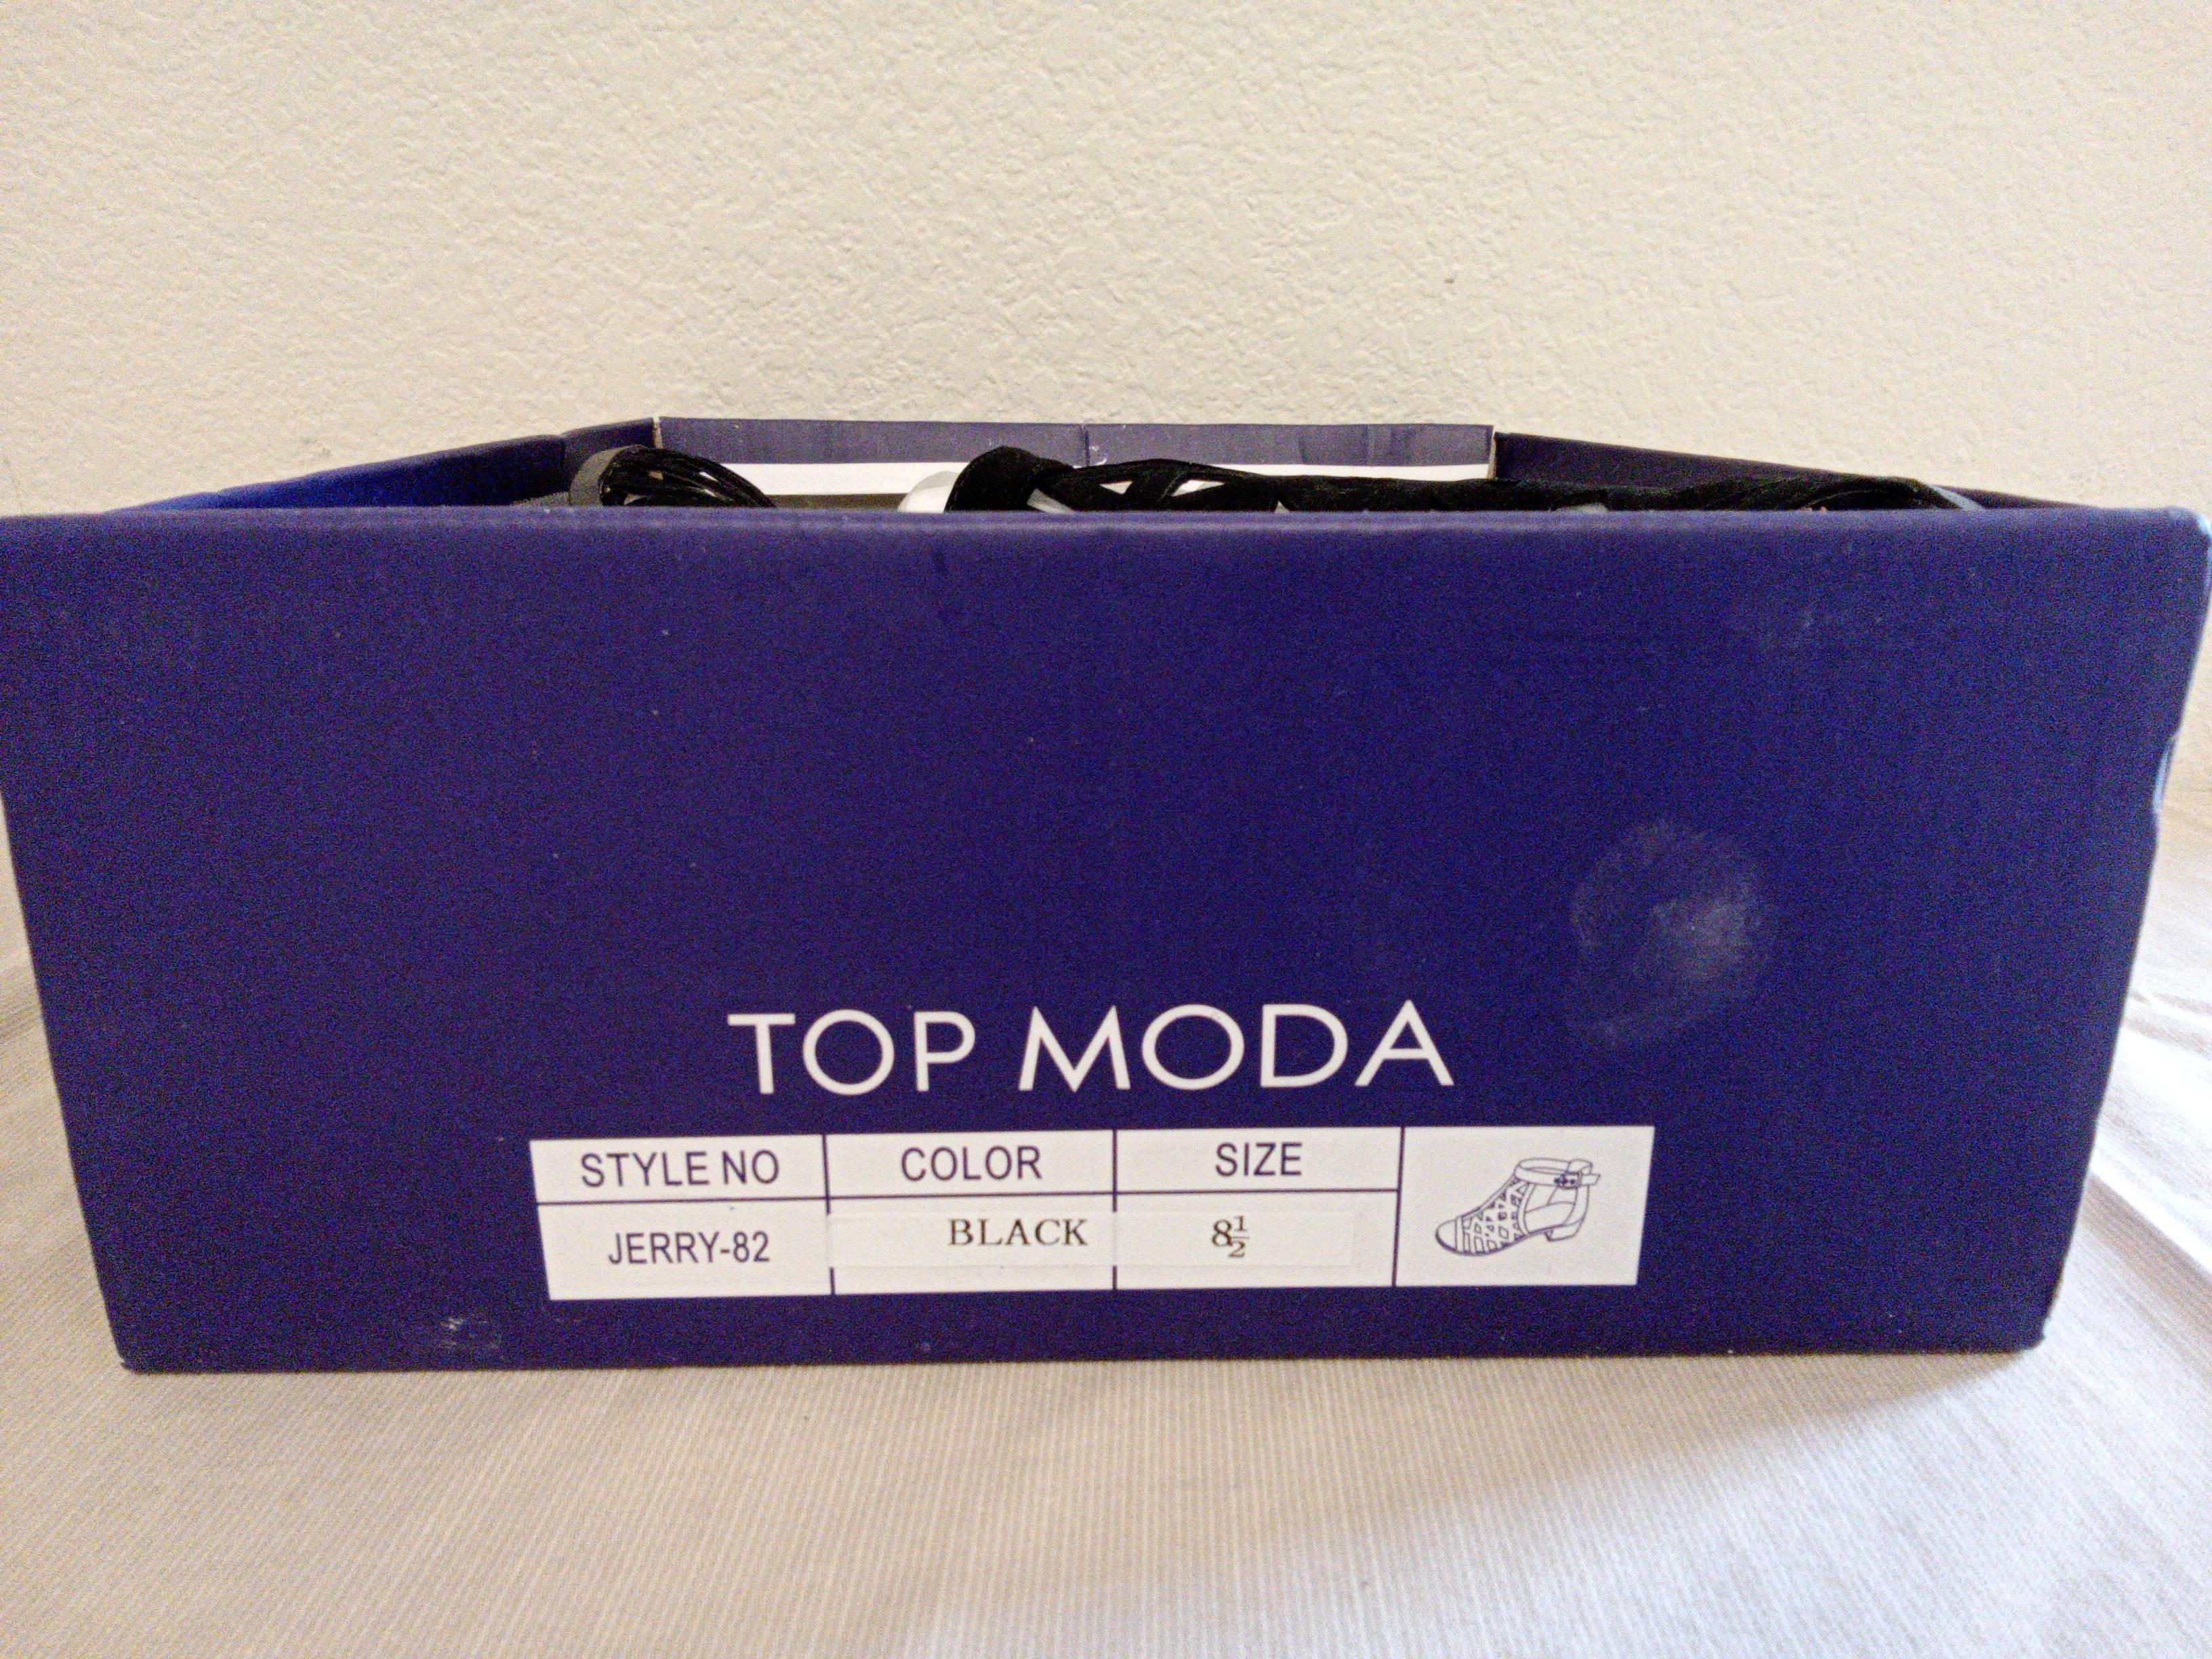 TOP MODA
STYLE NO COLOR SIZE
JERRY-82 BLACK 8½